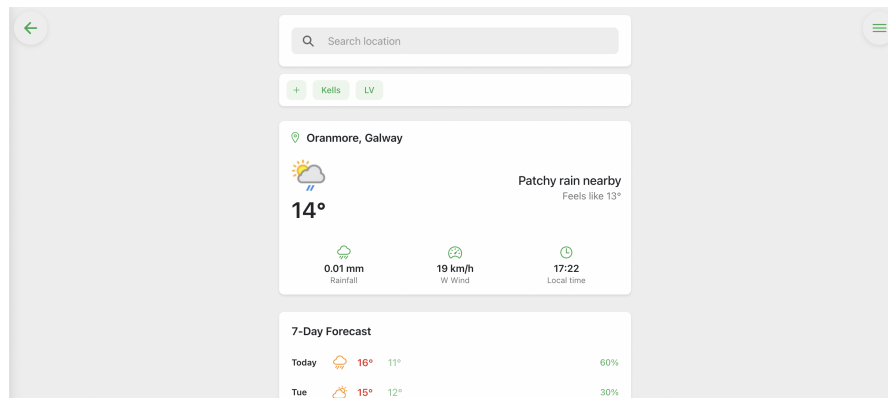 Search location
+ Kells LV
Oranmore, Galway
Patchy rain nearby
Feels like 13°
14°
0.01 mm 19 km/h 17:22
Rainfall W Wind Local time
7-Day Forecast
Today 16° 11° 60%
Tue 15° 12° 30%